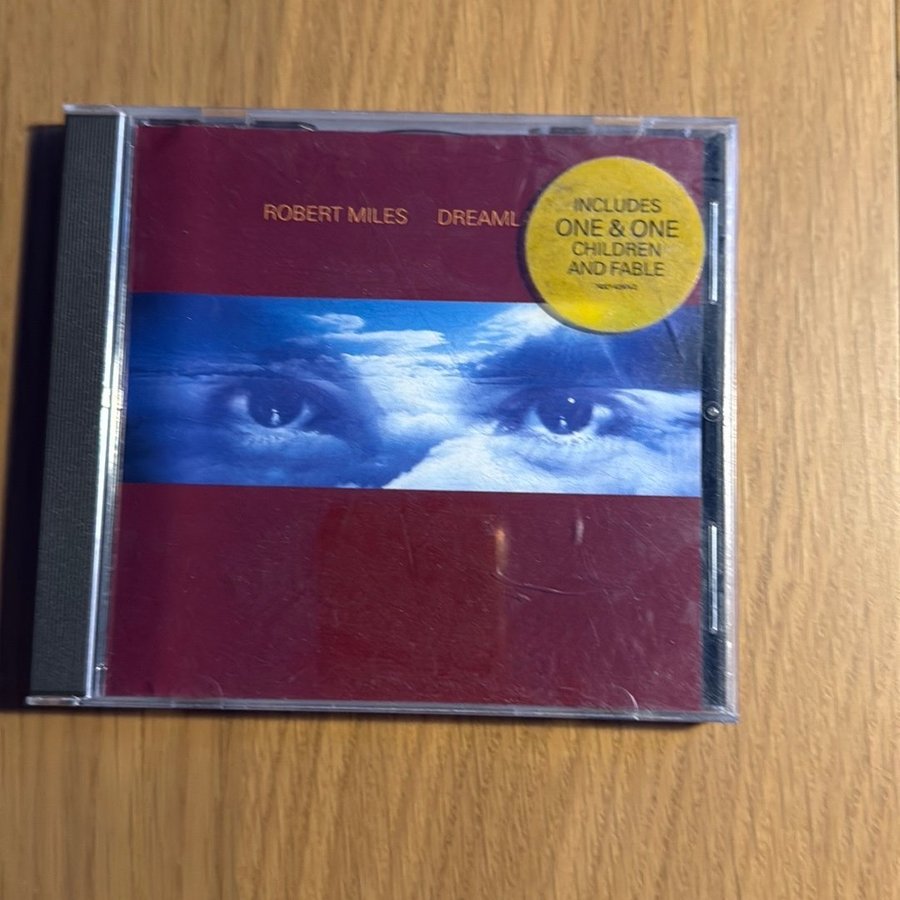 ROBERT MILES DREAML
INCLUDES
ONE & ONE
CHILDREN
AND FABLE